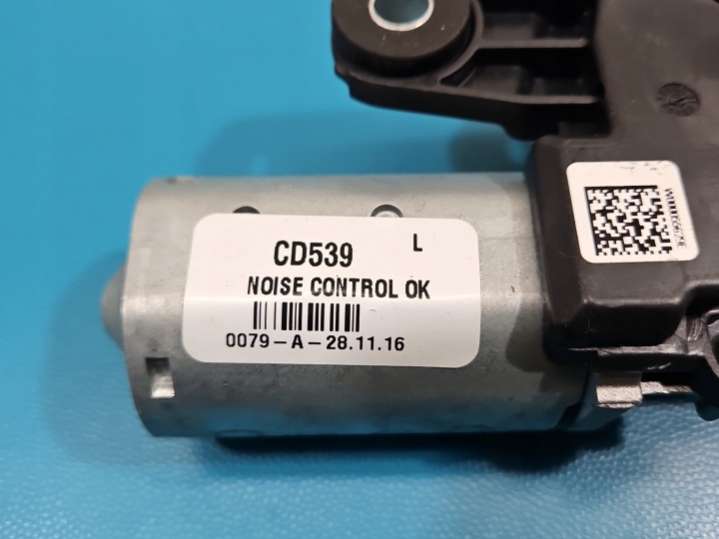 CD539 L
NOISE CONTROL OK
0079-A-28.11.16